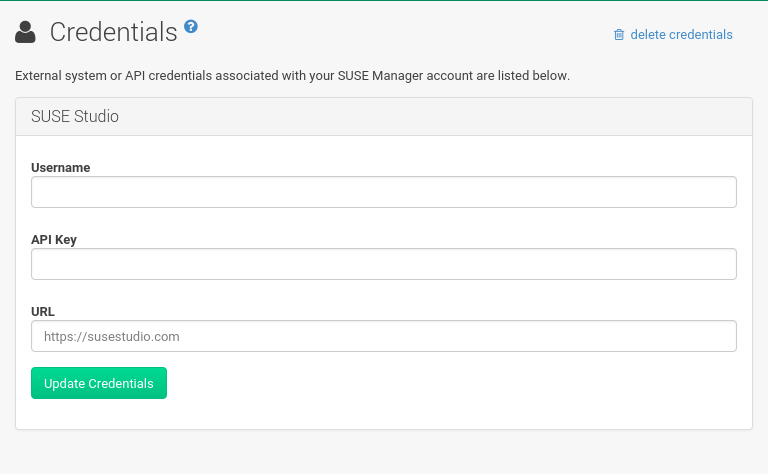 Credentials ?
delete credentials
External system or API credentials associated with your SUSE Manager account are listed below.
SUSE Studio
Username
API Key
URL
https://susestudio.com
Update Credentials